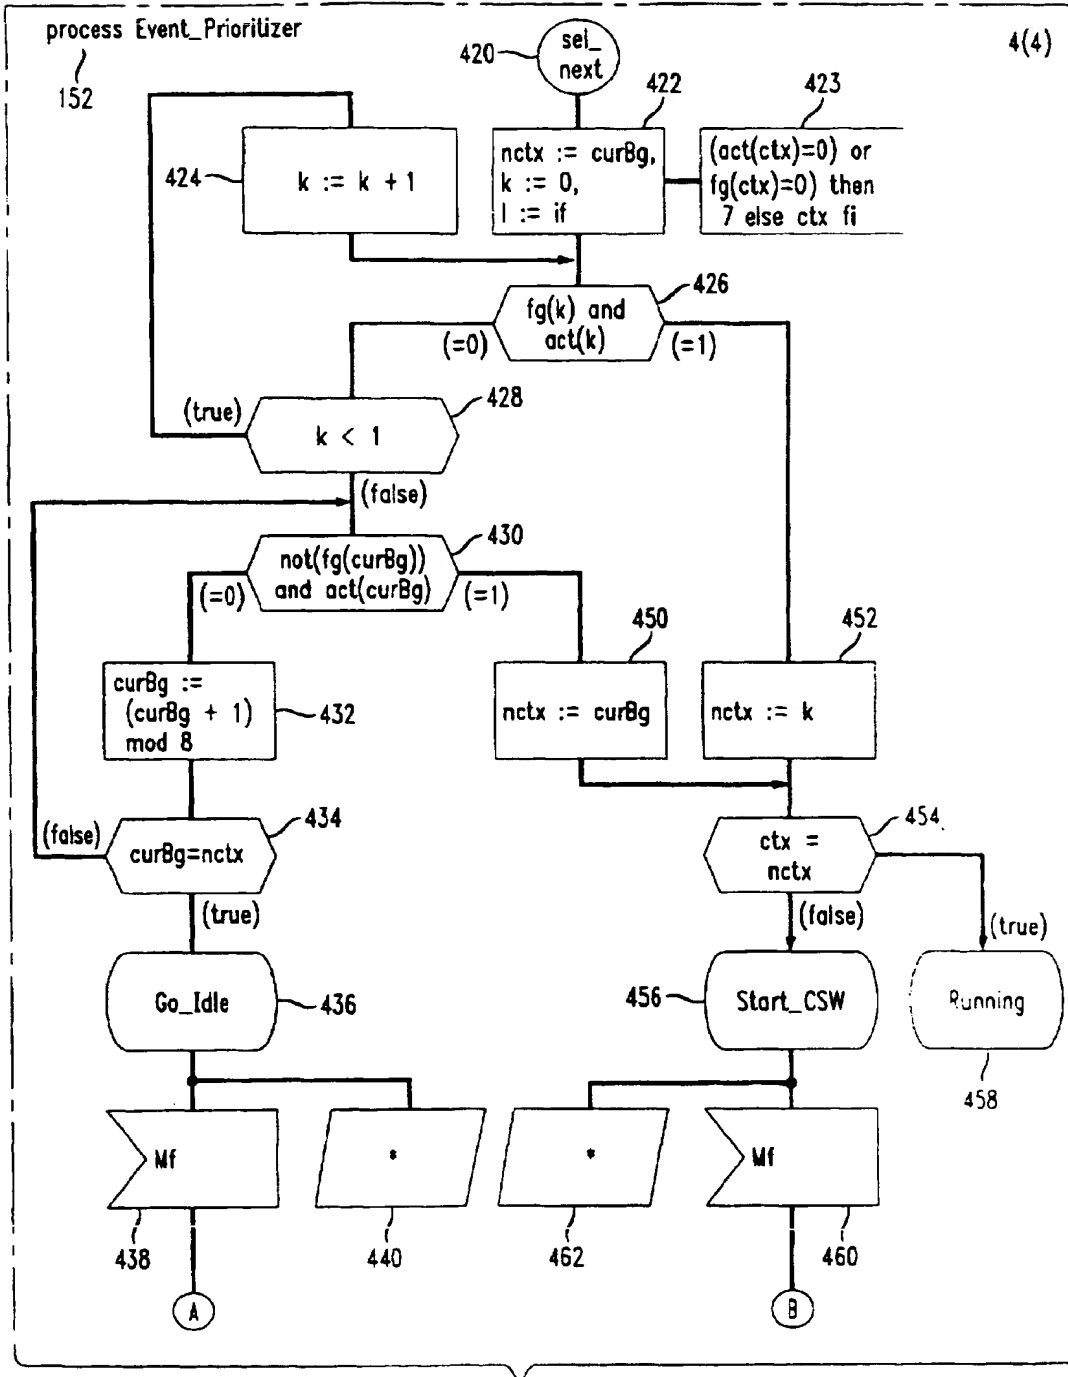 process Event_Prioritizer
4(4)
152
420
sel_
next
422
423
424
k := k + 1
nctx := curBg,
k := 0,
l := if
(act(ctx)=0) or
fg(ctx)=0) then
7 else ctx fi
426
fg(k) and
act(k)
(=0)
(=1)
428
(true)
k < 1
(false)
430
not(fg(curBg))
and act(curBg)
(=0)
(=1)
450
452
curBg :=
(curBg + 1)
mod 8
432
nctx := curBg
nctx := k
434
(false)
curBg=nctx
454
ctx =
nctx
(true)
(false)
(true)
Go_Idle
436
456
Start_CSW
Running
458
Mf
*
*
Mf
438
440
462
460
A
B